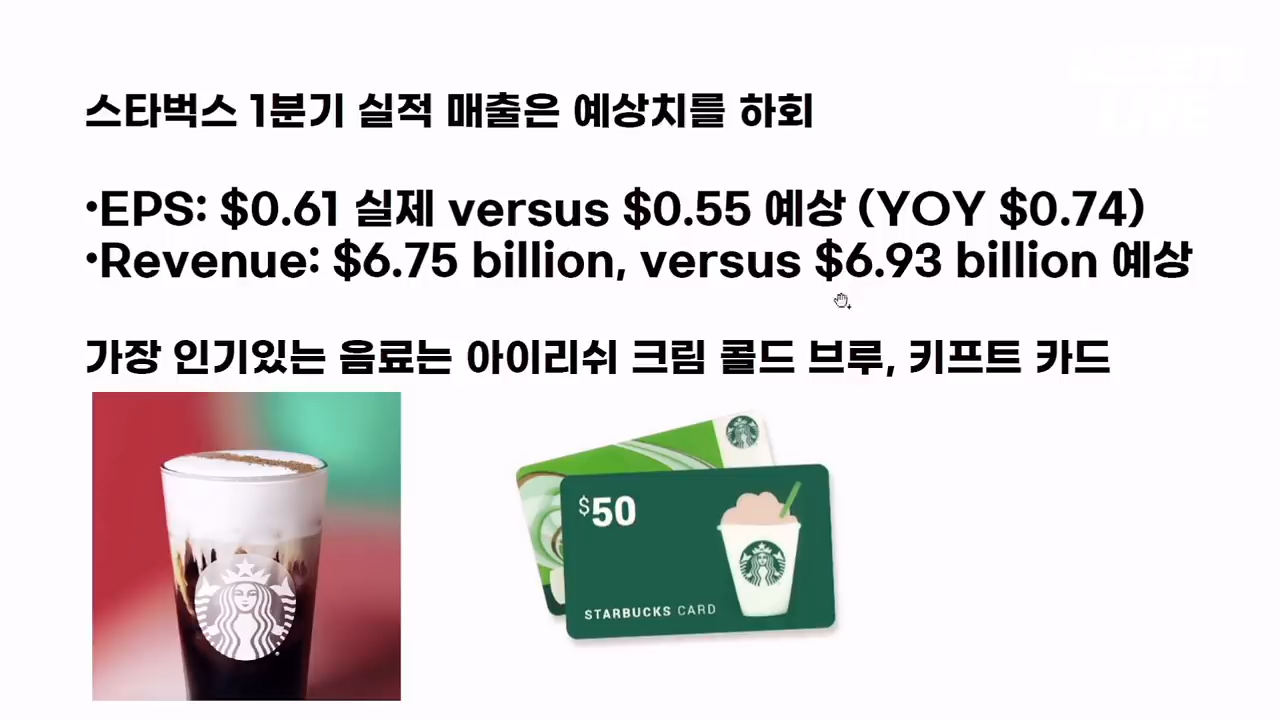 스타벅스 1분기 실적 매출은 예상치를 하회
•EPS: $0.61 실제 versus $0.55 예상 (YOY $0.74)
•Revenue: $6.75 billion, versus $6.93 billion 예상
가장 인기있는 음료는 아이리쉬 크림 콜드 브루, 키프트 카드
$50
STARBUCKS CARD